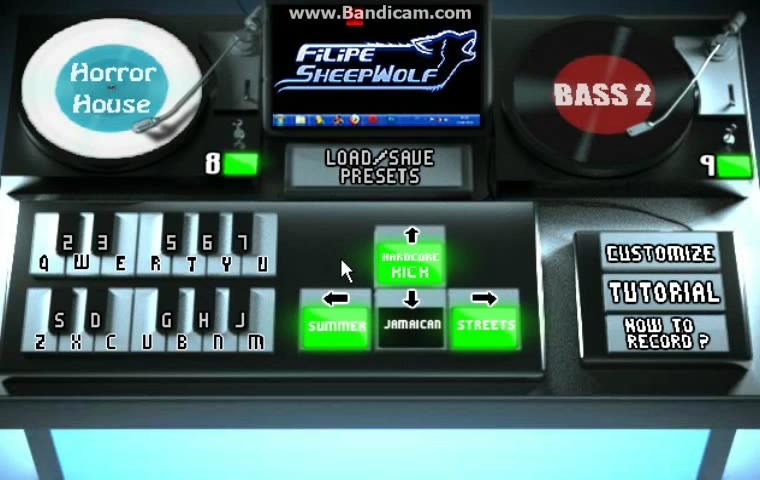 www.Bandicam.com
Horror
House
Filipe
SheepWolf
BASS 2
8
LOAD/SAVE
PRESETS
9
2 3 5 6 7
Q W E R T Y U
S D G H J
Z X C U B N M
HARDCORE
KICK
SUMMER
JAMAICAN
STREETS
CUSTOMIZE
TUTORIAL
HOW TO
RECORD?